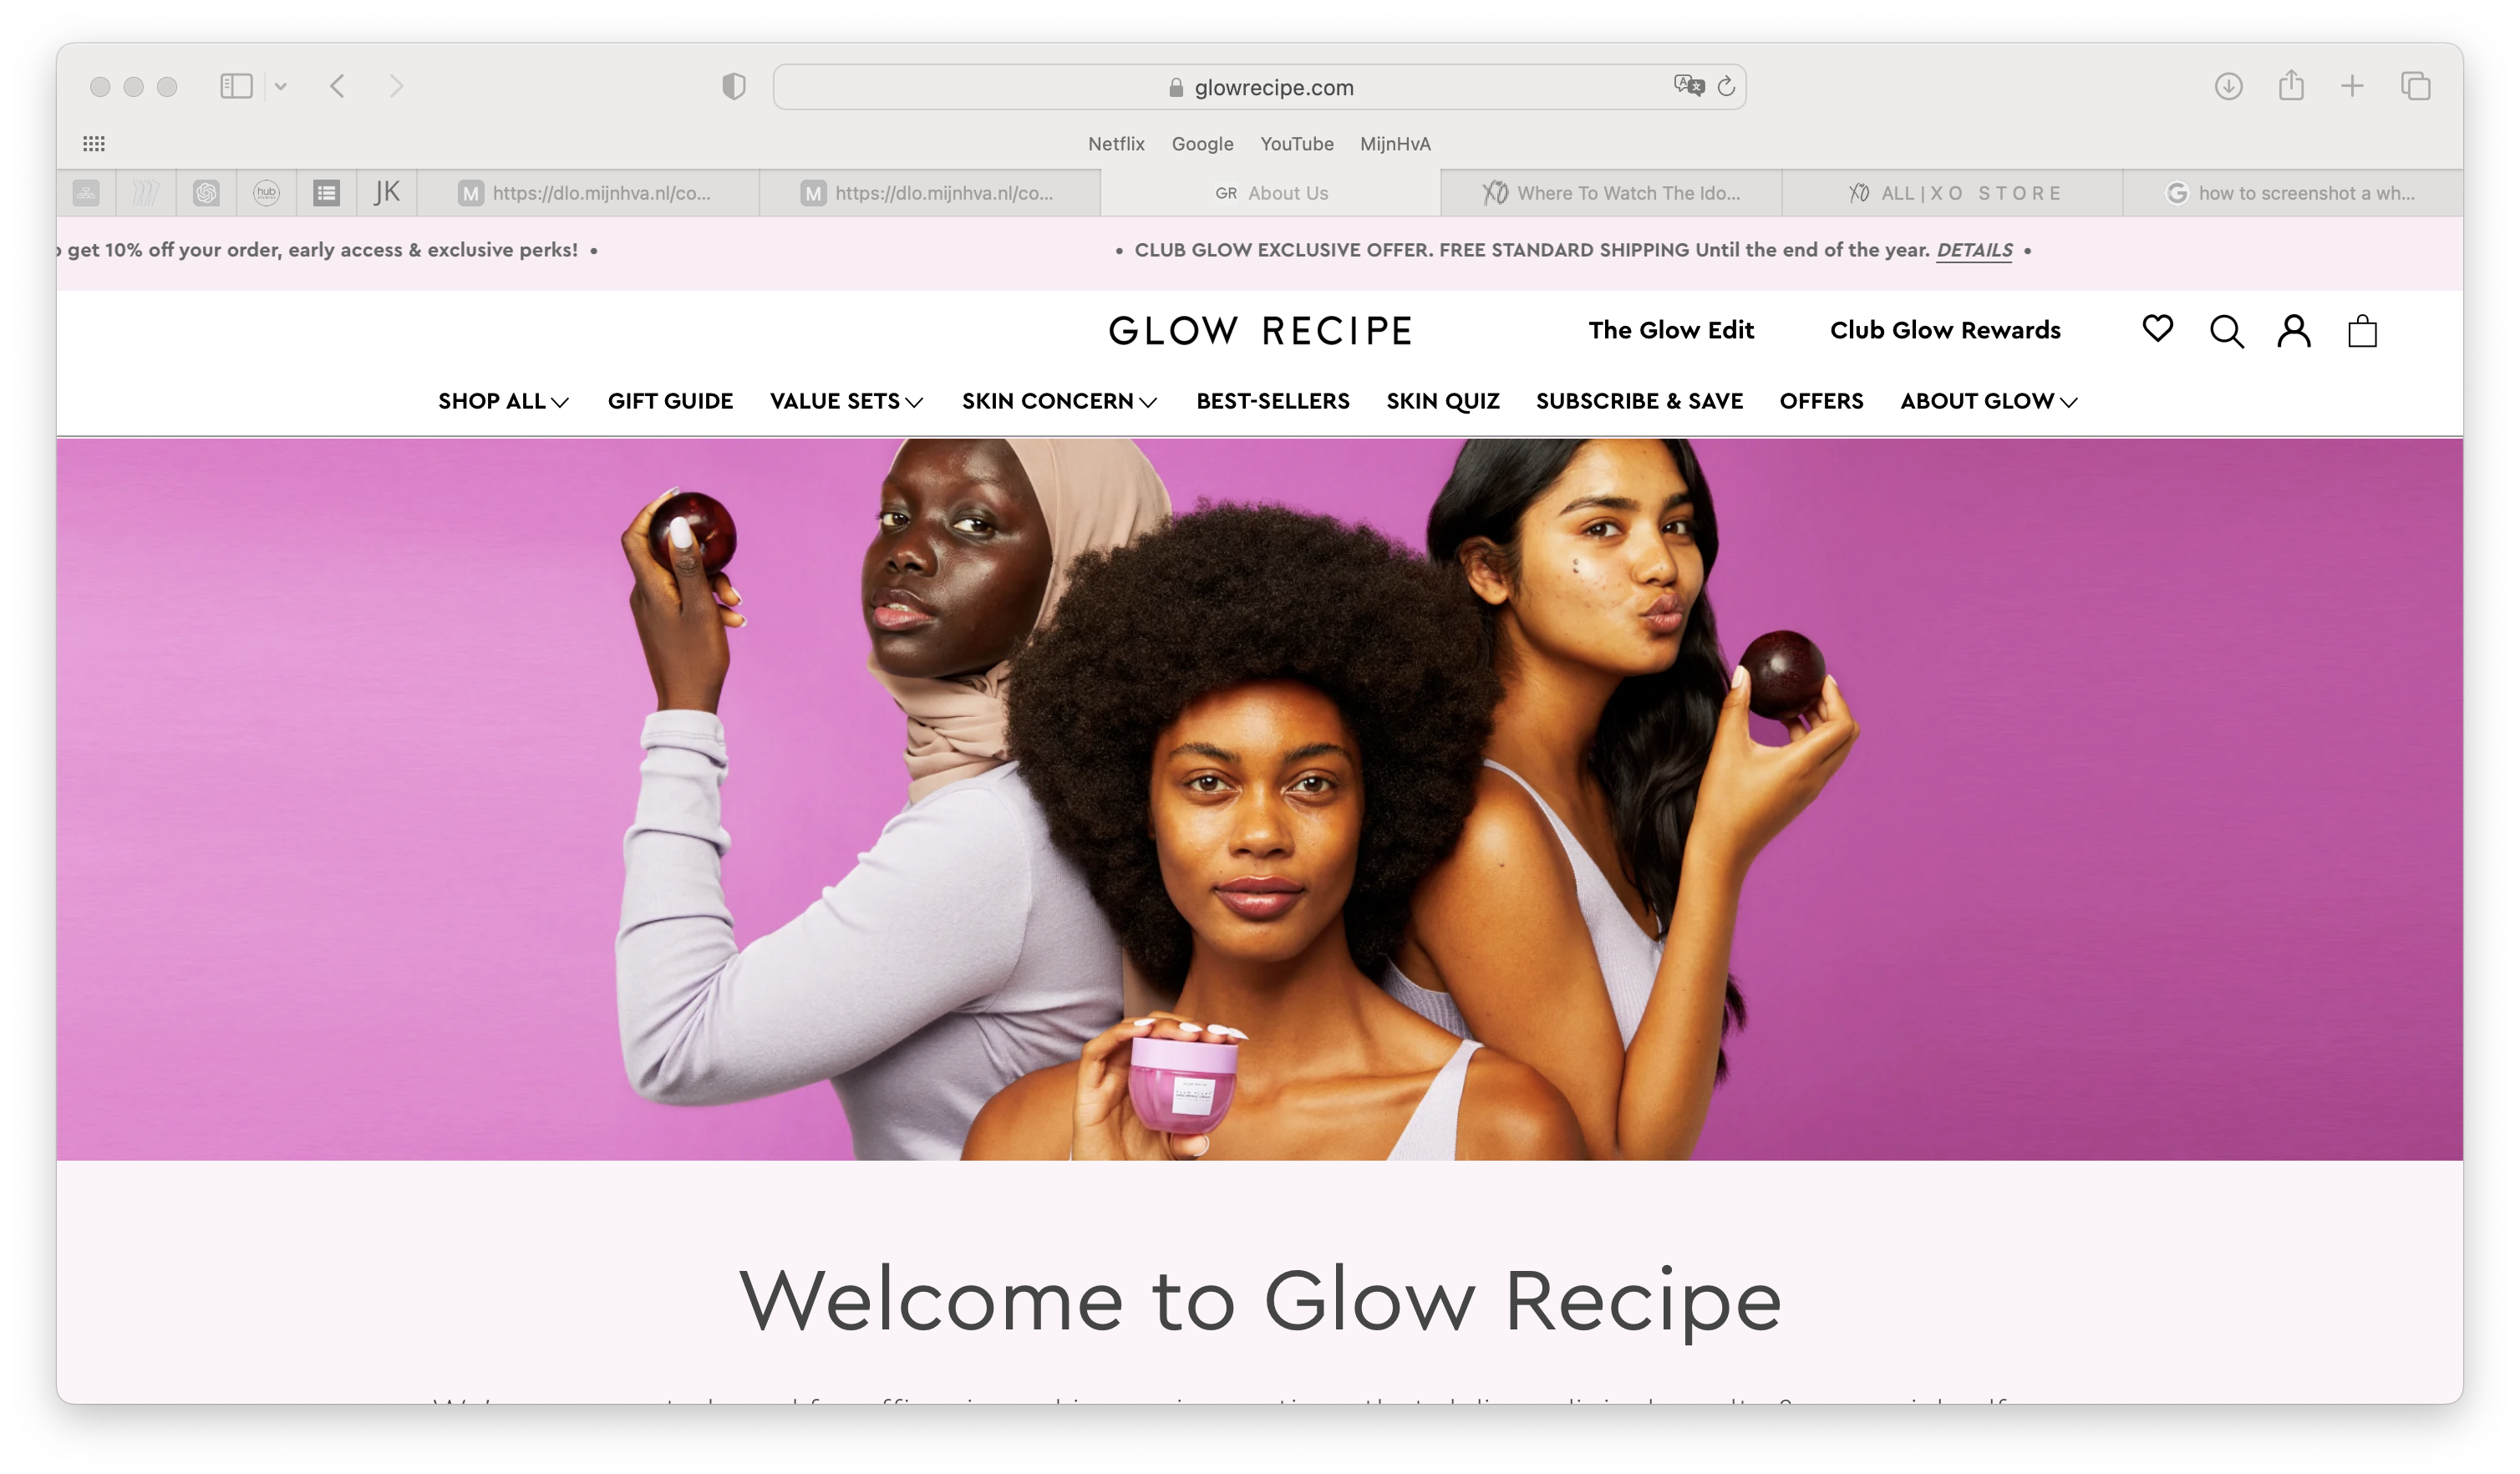 glowrecipe.com
Netflix Google YouTube MijnHvA
hub JK M https://dlo.mijnhva.nl/co... M https://dlo.mijnhva.nl/co... GR About Us XO Where To Watch The Ido... XO ALL | X O S T O R E G how to screenshot a wh...
get 10% off your order, early access & exclusive perks! • • CLUB GLOW EXCLUSIVE OFFER. FREE STANDARD SHIPPING Until the end of the year. DETAILS •
GLOW RECIPE The Glow Edit Club Glow Rewards
SHOP ALL GIFT GUIDE VALUE SETS SKIN CONCERN BEST-SELLERS SKIN QUIZ SUBSCRIBE & SAVE OFFERS ABOUT GLOW
Welcome to Glow Recipe